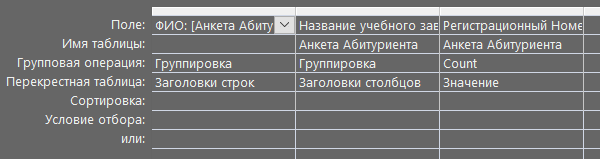 Поле: ФИО: [Анкета Абиту Название учебного зав Регистрационный Номе
Имя таблицы: Анкета Абитуриента Анкета Абитуриента
Групповая операция: Группировка Группировка Count
Перекрестная таблица: Заголовки строк Заголовки столбцов Значение
Сортировка:
Условие отбора:
или: